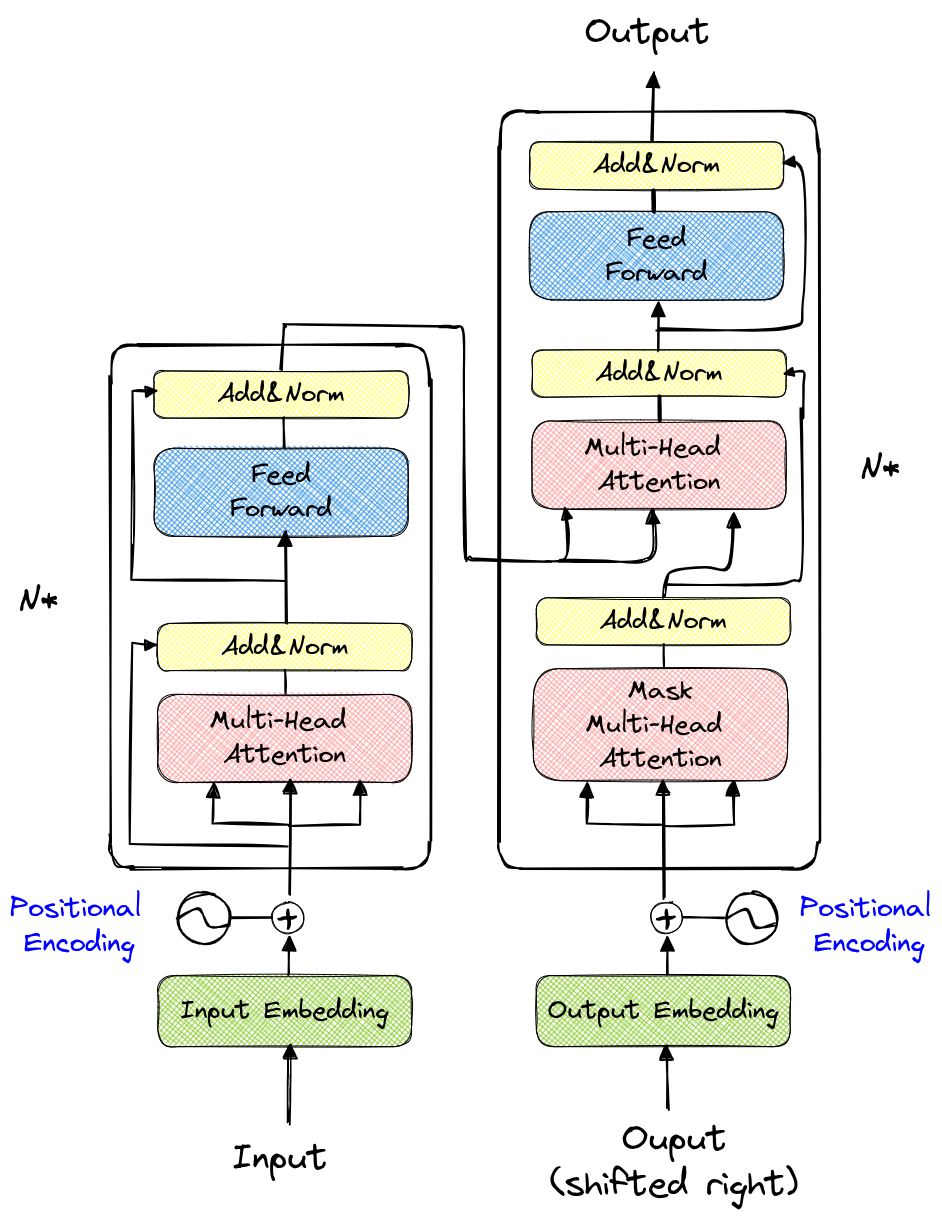 Output
Add&Norm
Feed
Forward
Add&Norm
Multi-Head
Attention
N*
Add&Norm
Mask
Multi-Head
Attention
Add&Norm
Feed
Forward
N*
Add&Norm
Multi-Head
Attention
Positional
Encoding
+
+
Positional
Encoding
Input Embedding
Output Embedding
Input
Ouput
(shifted right)